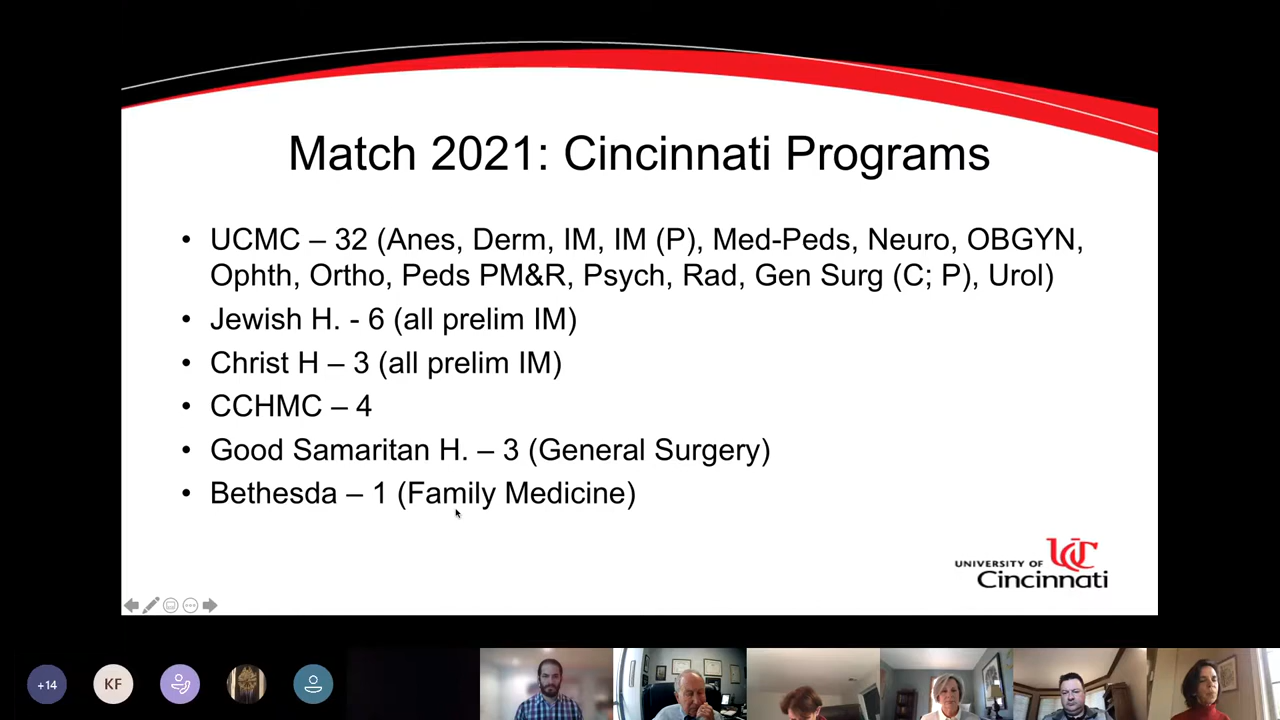 Match 2021: Cincinnati Programs
• UCMC – 32 (Anes, Derm, IM, IM (P), Med-Peds, Neuro, OBGYN,
Ophth, Ortho, Peds PM&R, Psych, Rad, Gen Surg (C; P), Urol)
• Jewish H. - 6 (all prelim IM)
• Christ H – 3 (all prelim IM)
• CCHMC – 4
• Good Samaritan H. – 3 (General Surgery)
• Bethesda – 1 (Family Medicine)
UC
UNIVERSITY OF
Cincinnati
+14
KF